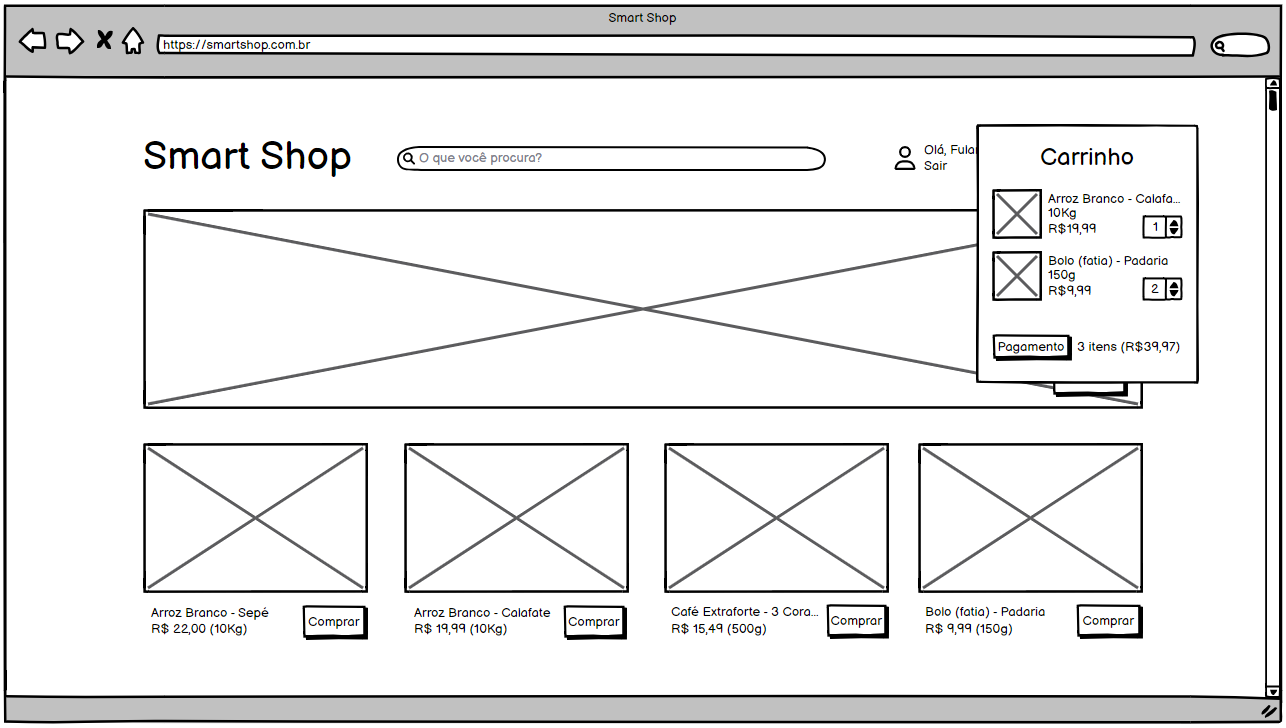 Smart Shop
https://smartshop.com.br
Smart Shop
O que você procura?
Olá,
Sair
Carrinho
Arroz Branco - Calafa...
10Kg
R$19,99
1
Bolo (fatia) - Padaria
150g
R$9,99
2
Pagamento
3 itens (R$39,97)
Arroz Branco - Sepé
R$ 22,00 (10Kg)
Comprar
Arroz Branco - Calafate
R$ 19,99 (10Kg)
Comprar
Café Extraforte - 3 Cora...
R$ 15,49 (500g)
Comprar
Bolo (fatia) - Padaria
R$ 9,99 (150g)
Comprar